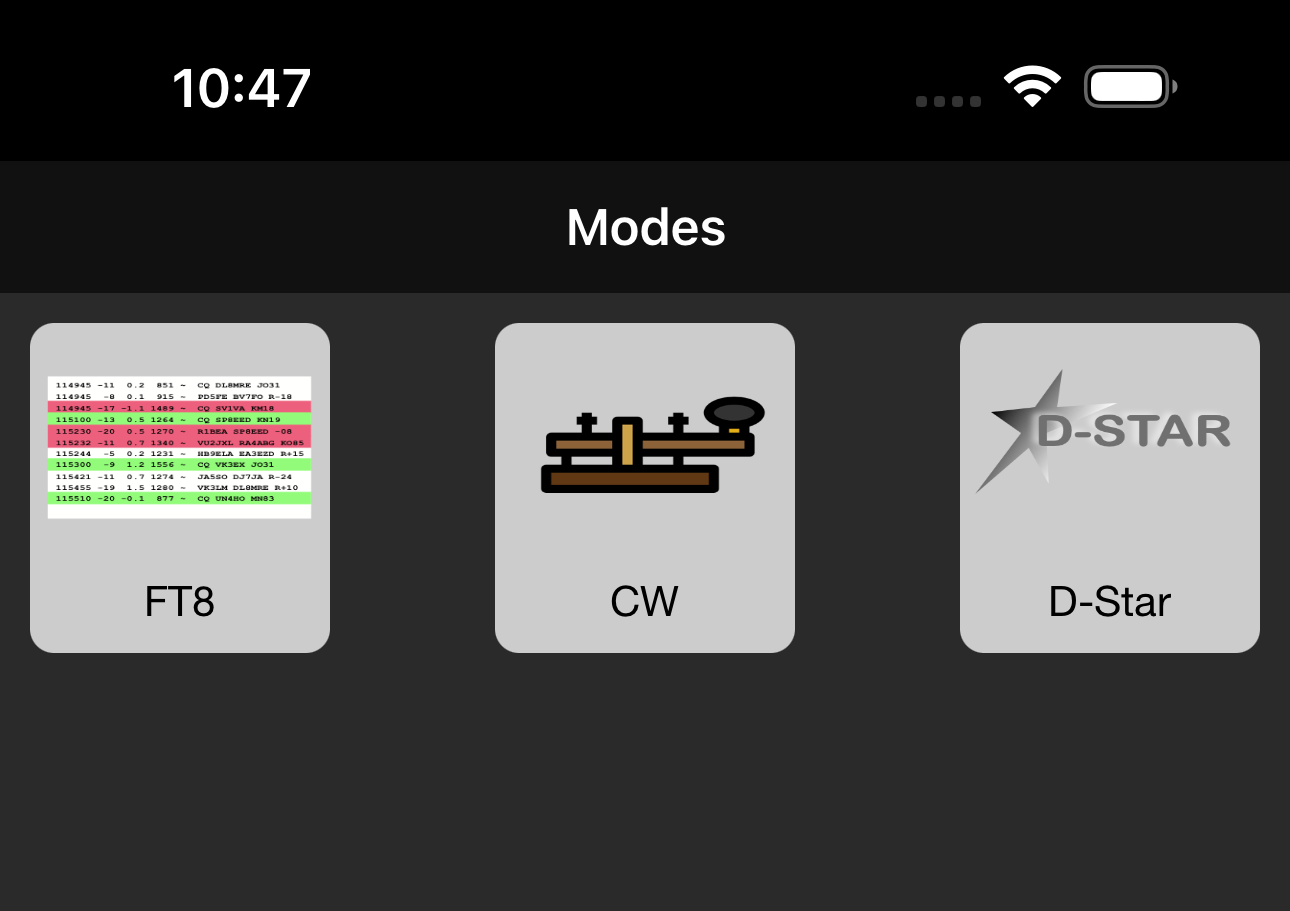 10:47
Modes
114945 -11 0.2 851 ~ CQ DL8MRE JO31
114945 -8 0.1 915 ~ PD5FE BV7FO R-18
114945 -17 -1.1 1489 ~ CQ SV1VA KM18
115100 -13 0.5 1264 ~ CQ SP8EED KN19
115230 -20 0.5 1270 ~ R1BEA SP8EED -08
115232 -11 0.7 1340 ~ VU2JXL RA4ABG KO85
115244 -5 0.2 1231 ~ HB9ELA EA3EZD R+15
115300 -9 1.2 1556 ~ CQ VK3EX JO31
115421 -11 0.7 1274 ~ JA5SO DJ7JA R-24
115455 -19 1.5 1280 ~ VK3LM DL8MRE R+10
115510 -20 -0.1 877 ~ CQ UN4HO MN83
D-STAR
FT8
CW
D-Star